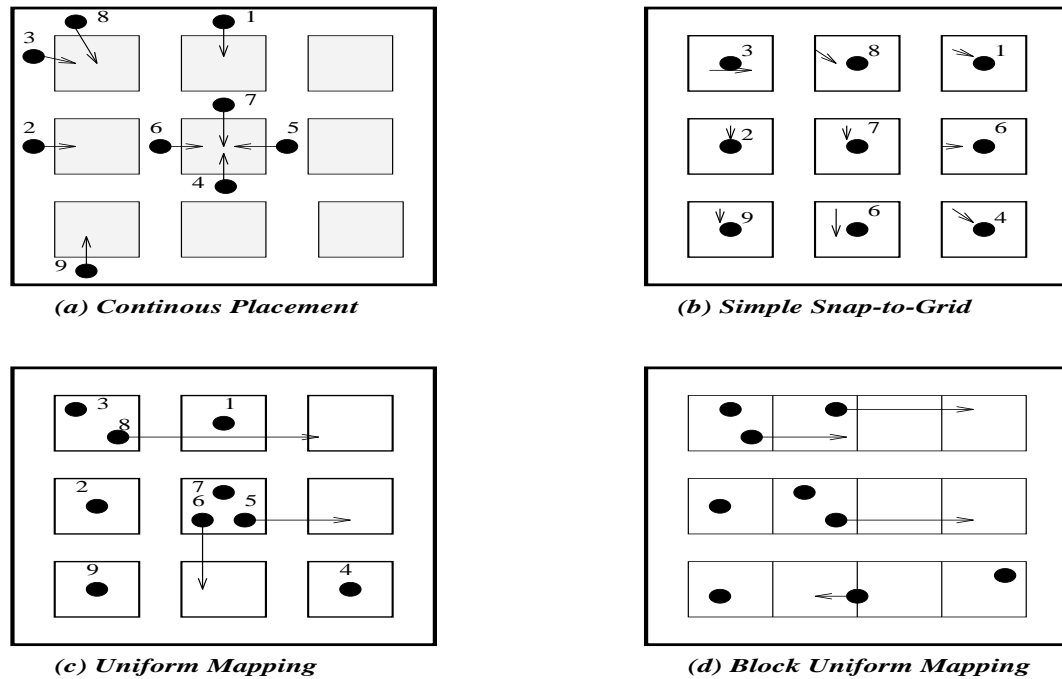 8 1
3
7
2 6 5
4
9
(a) Continous Placement
3 8 1
2 7 6
9 6 4
(b) Simple Snap-to-Grid
3 1
8
2 7
6 5
9 4
(c) Uniform Mapping
(d) Block Uniform Mapping